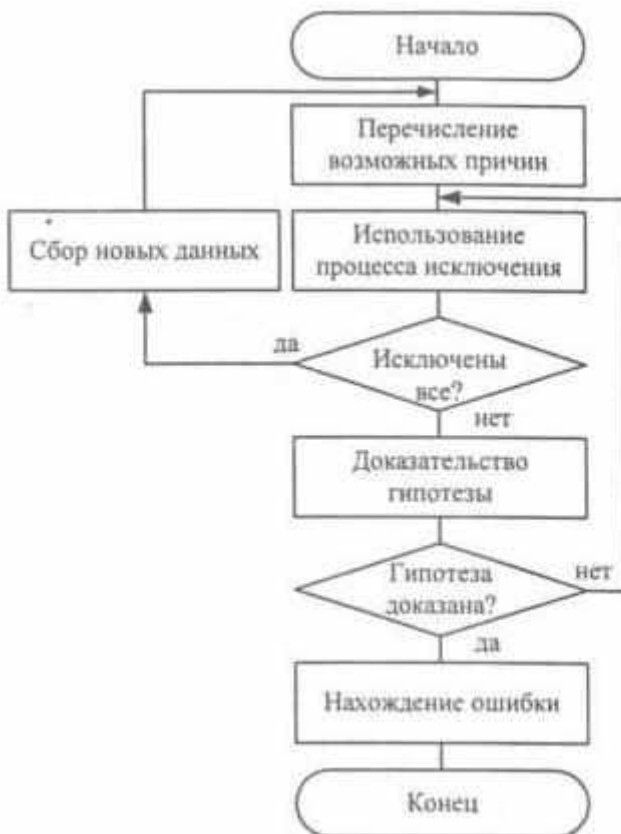 Начало
Перечисление
возможных причин
Сбор новых данных
Использование
процесса исключения
да
Исключены
все?
нет
Доказательство
гипотезы
Гипотеза
доказана?
нет
да
Нахождение ошибки
Конец